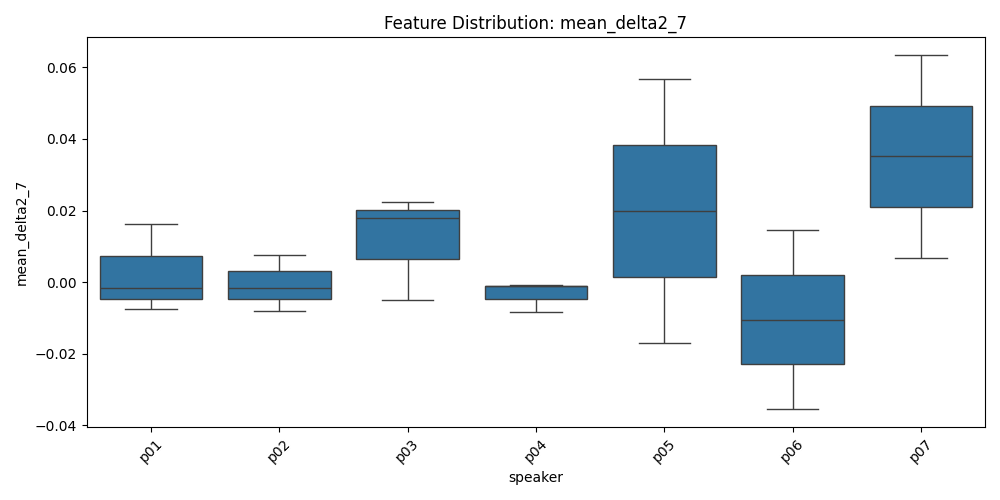 Feature Distribution: mean_delta2_7
mean_delta2_7
0.06
0.04
0.02
0.00
−0.02
−0.04
p01 p02 p03 p04 p05 p06 p07
speaker